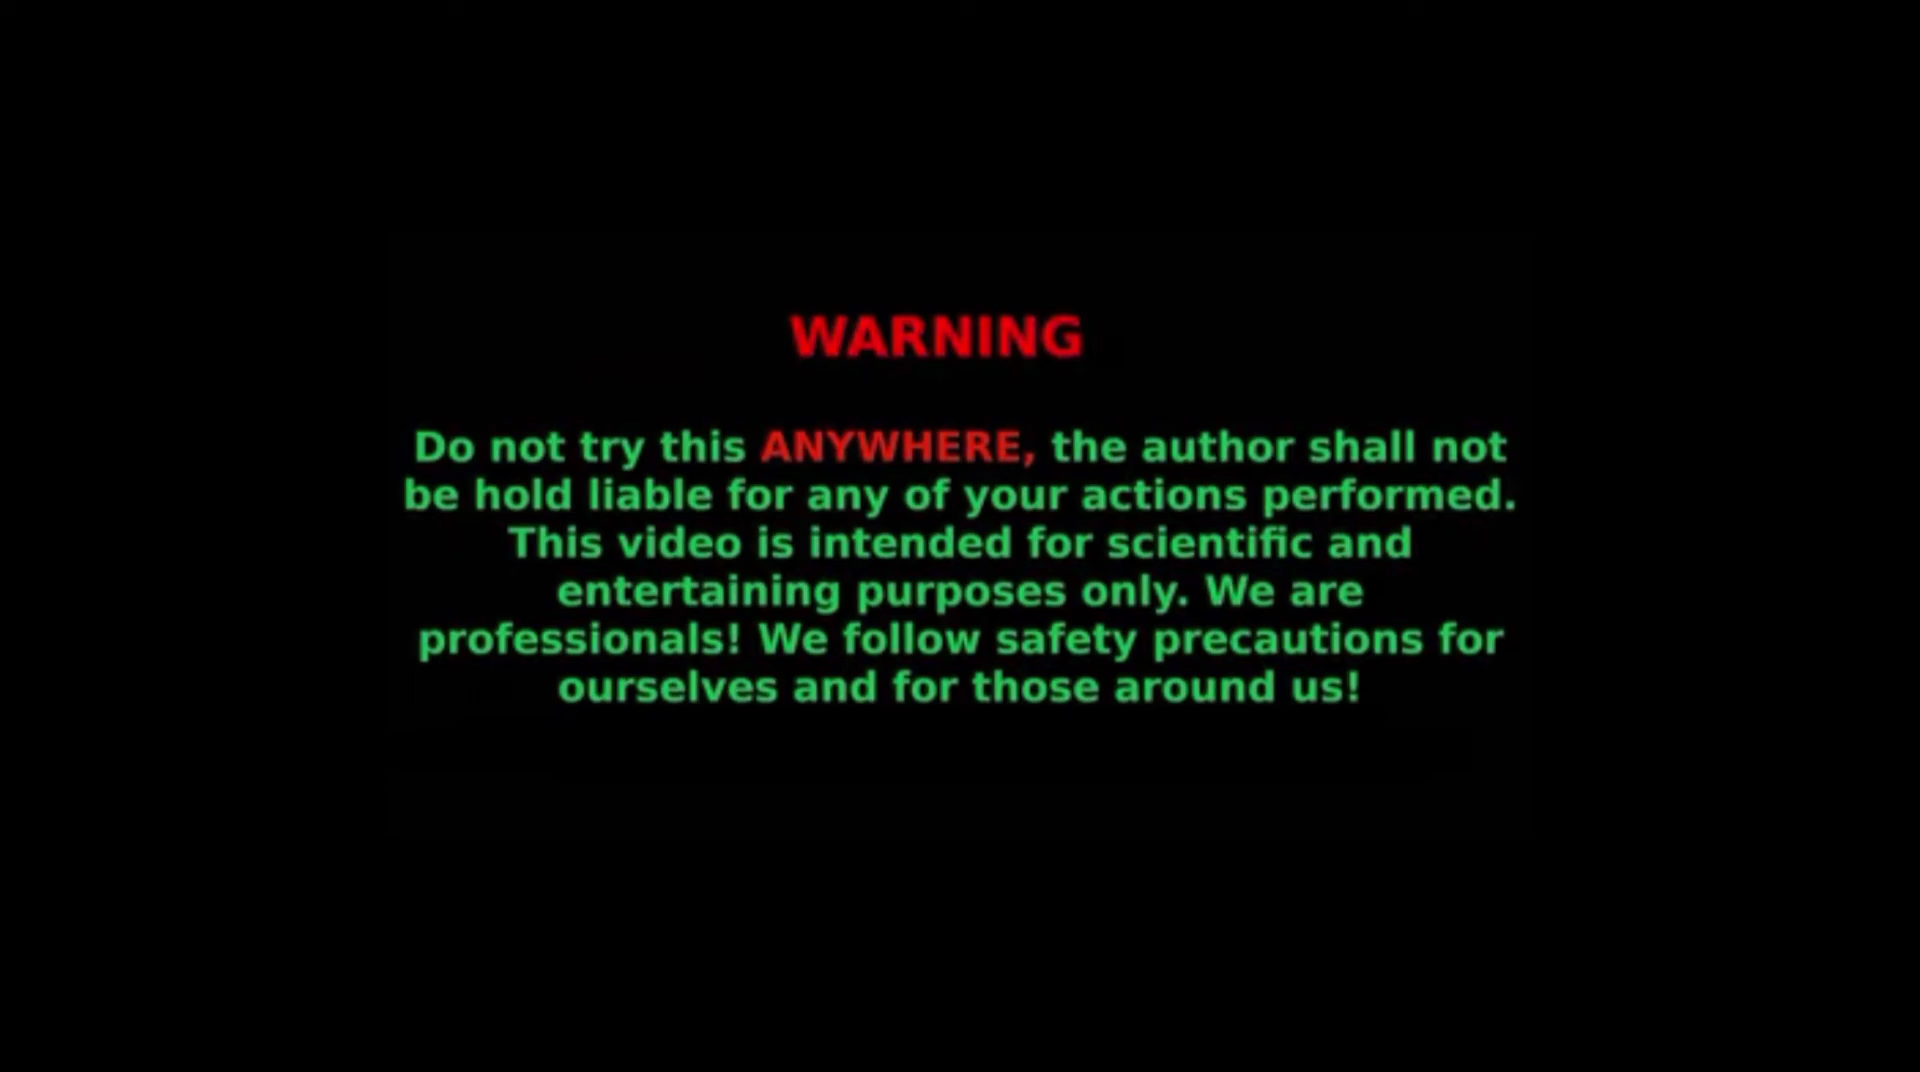 WARNING
Do not try this ANYWHERE, the author shall not
be hold liable for any of your actions performed.
This video is intended for scientific and
entertaining purposes only. We are
professionals! We follow safety precautions for
ourselves and for those around us!